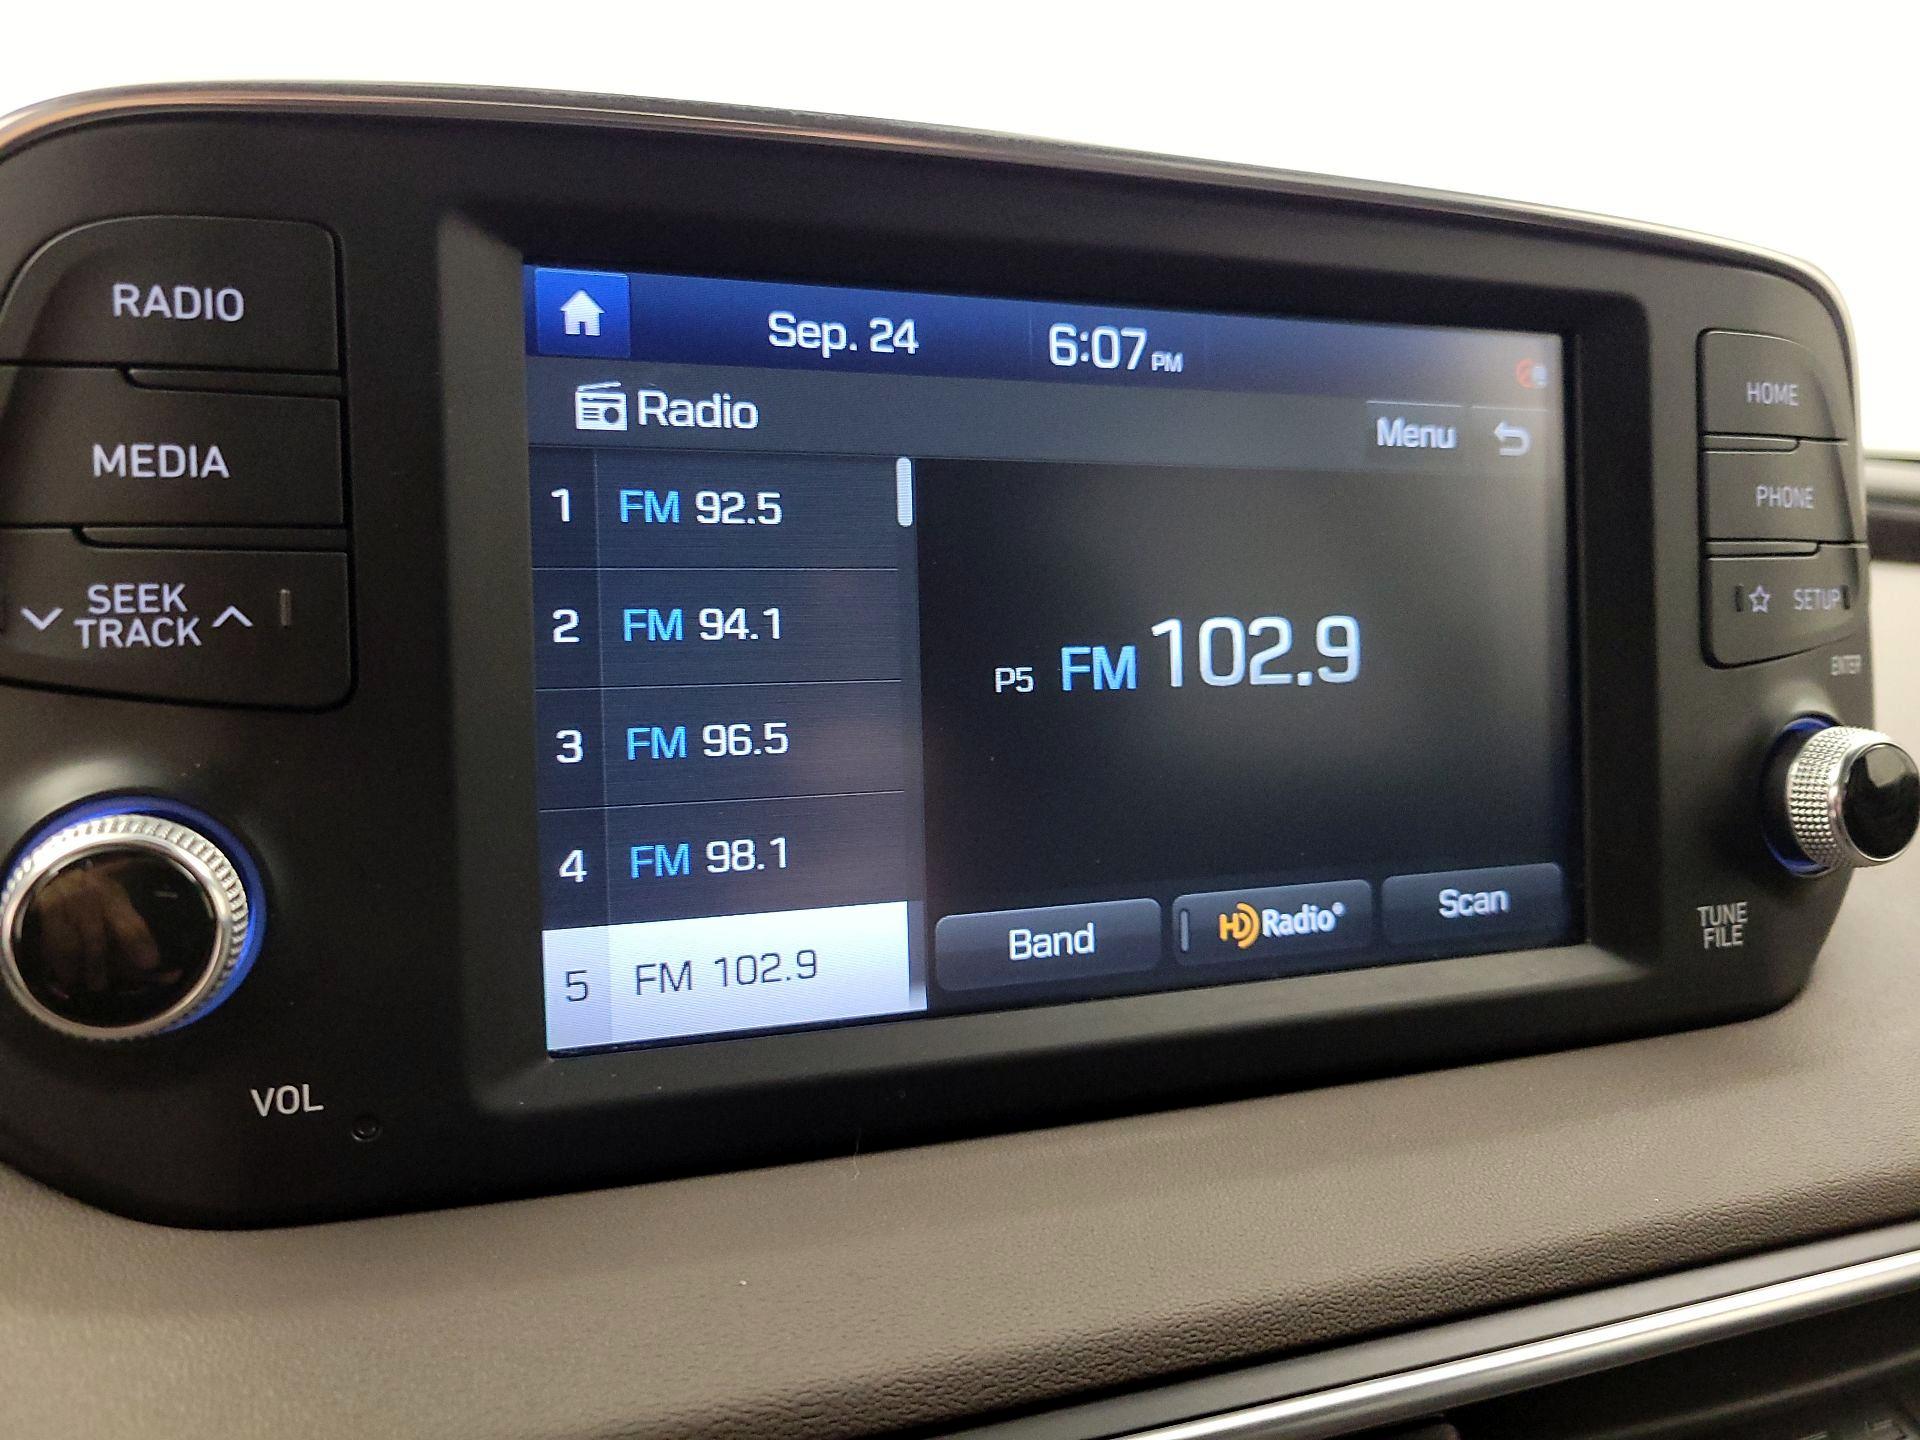 RADIO
MEDIA
SEEK
TRACK
VOL
Sep. 24
6:07 PM
Radio
Menu
1 FM 92.5
2 FM 94.1
3 FM 96.5
4 FM 98.1
5 FM 102.9
P5 FM 102.9
Band
HD Radio®
Scan
HOME
PHONE
SETUP
ENTER
TUNE
FILE